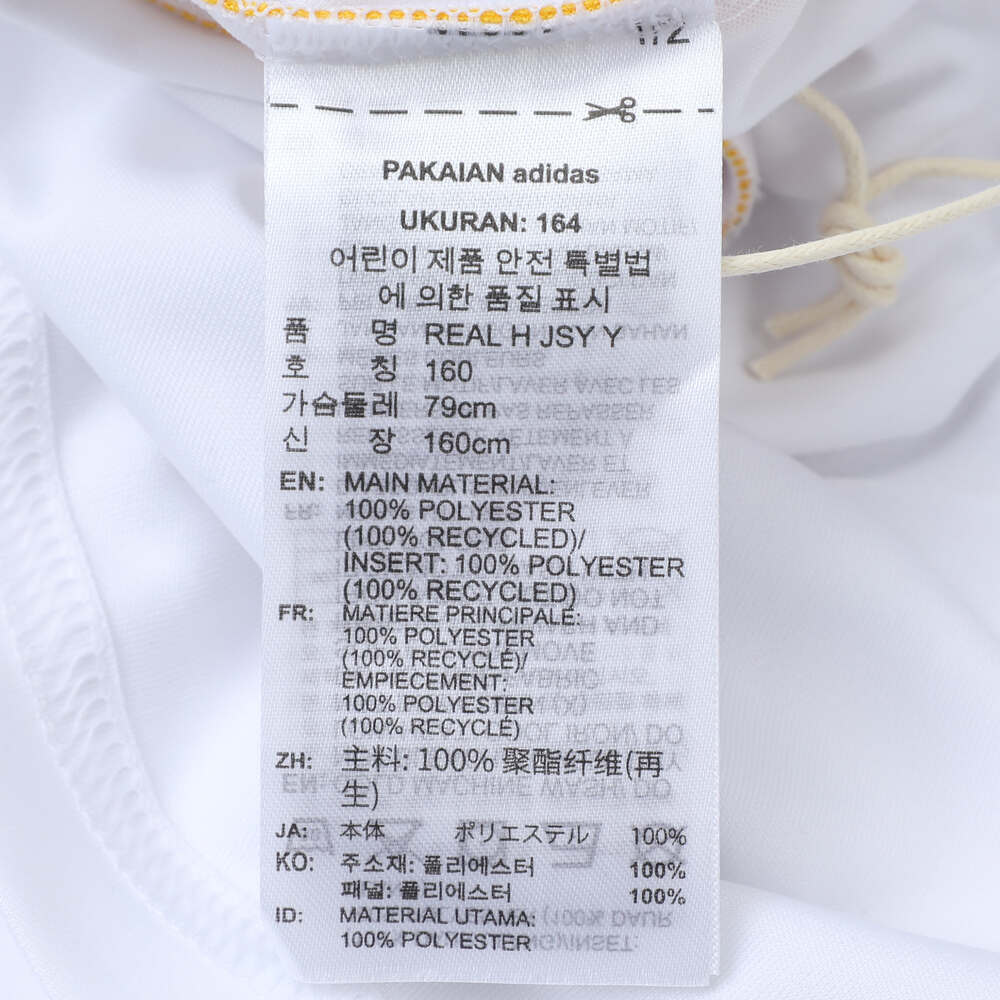 PAKAIAN adidas
UKURAN: 164
어린이 제품 안전 특별법
에 의한 품질 표시
품 명 REAL H JSY Y
호 칭 160
가슴둘레 79cm
신 장 160cm
EN: MAIN MATERIAL:
100% POLYESTER
(100% RECYCLED)/
INSERT: 100% POLYESTER
(100% RECYCLED)
FR: MATIERE PRINCIPALE:
100% POLYESTER
(100% RECYCLÉ)/
EMPIECEMENT:
100% POLYESTER
(100% RECYCLÉ)
ZH: 主料: 100% 聚酯纤维(再
生)
JA: 本体 ポリエステル 100%
KO: 주소재: 폴리에스터 100%
패널: 폴리에스터 100%
ID: MATERIAL UTAMA:
100% POLYESTER